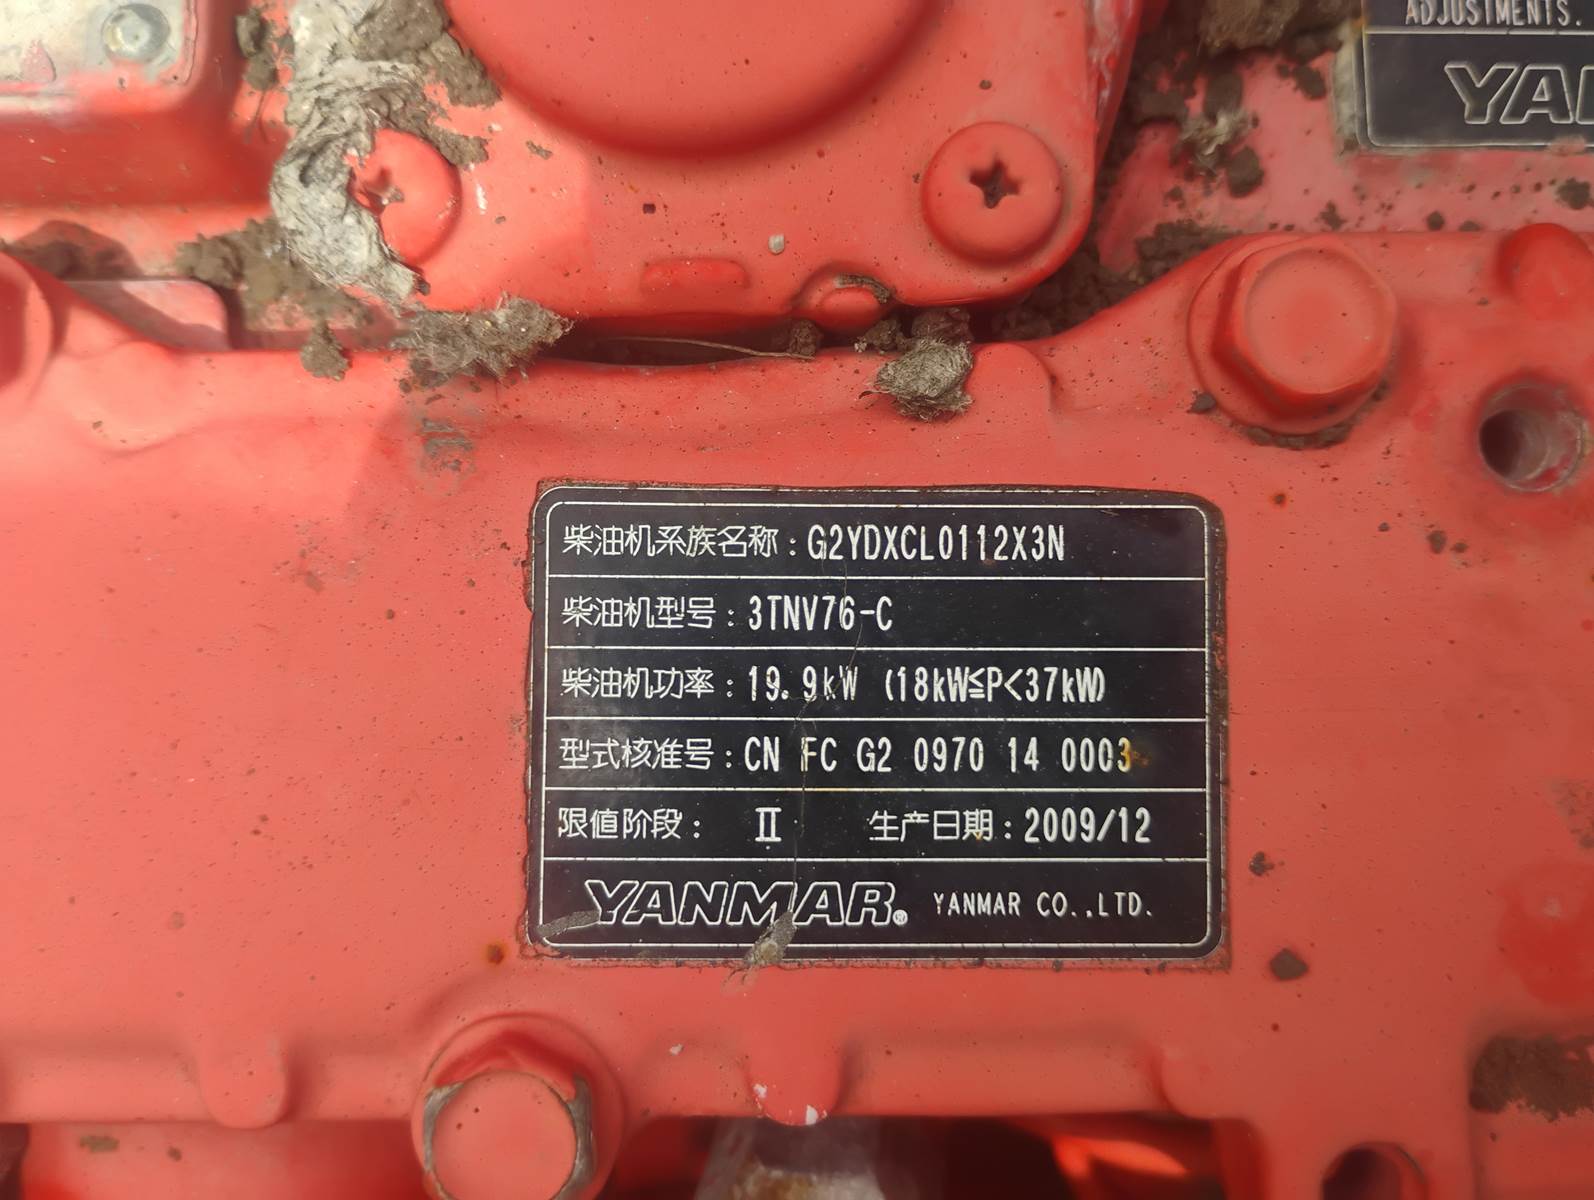 ADJUSTMENTS.
柴油机系族名称：G2YDXCL0112X3N
柴油机型号：3TNV76-C
柴油机功率：19.9kW (18kW≦P<37kW)
型式核准号：CN FC G2 0970 14 0003
限值阶段： Ⅱ 生产日期：2009/12
YANMAR® YANMAR CO.,LTD.